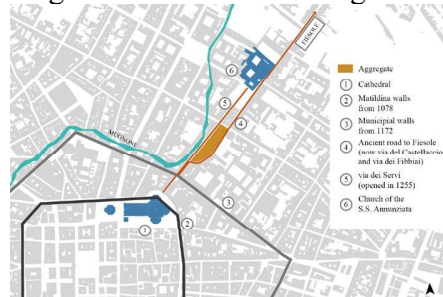 FIESOLE
MUGNONE
6
5
4
3
1
2
Aggregate
1 Cathedral
2 Matildina walls
from 1078
3 Municipal walls
from 1172
4 Ancient road to Fiesole
(now via del Castellaccio
and via dei Fibbiai)
5 via dei Servi
(opened in 1255)
6 Church of the
S.S. Annunziata